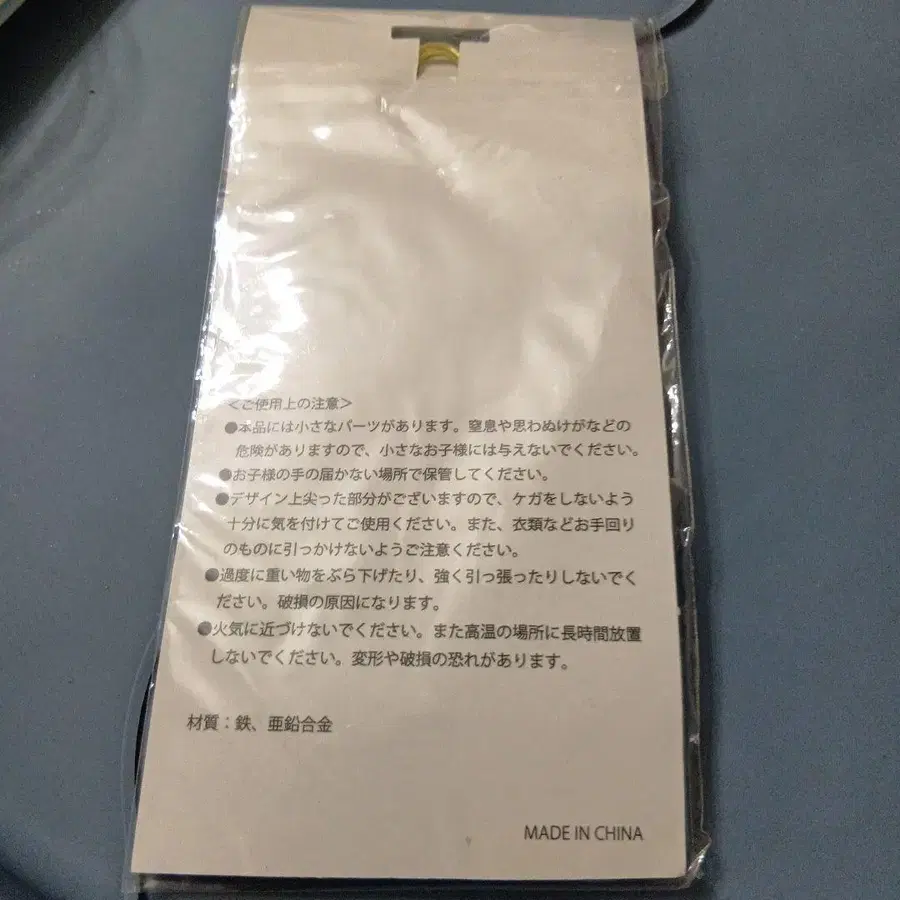 ＜ご使用上の注意＞
●本品には小さなパーツがあります。窒息や思わぬけがなどの
危険がありますので、小さなお子様には与えないでください。
●お子様の手の届かない場所で保管してください。
●デザイン上尖った部分がございますので、ケガをしないよう
十分に気を付けてご使用ください。また、衣類などお手回り
のものに引っかけないようご注意ください。
●過度に重い物をぶら下げたり、強く引っ張ったりしないでく
ださい。破損の原因になります。
●火気に近づけないでください。また高温の場所に長時間放置
しないでください。変形や破損の恐れがあります。
材質：鉄、亜鉛合金
MADE IN CHINA